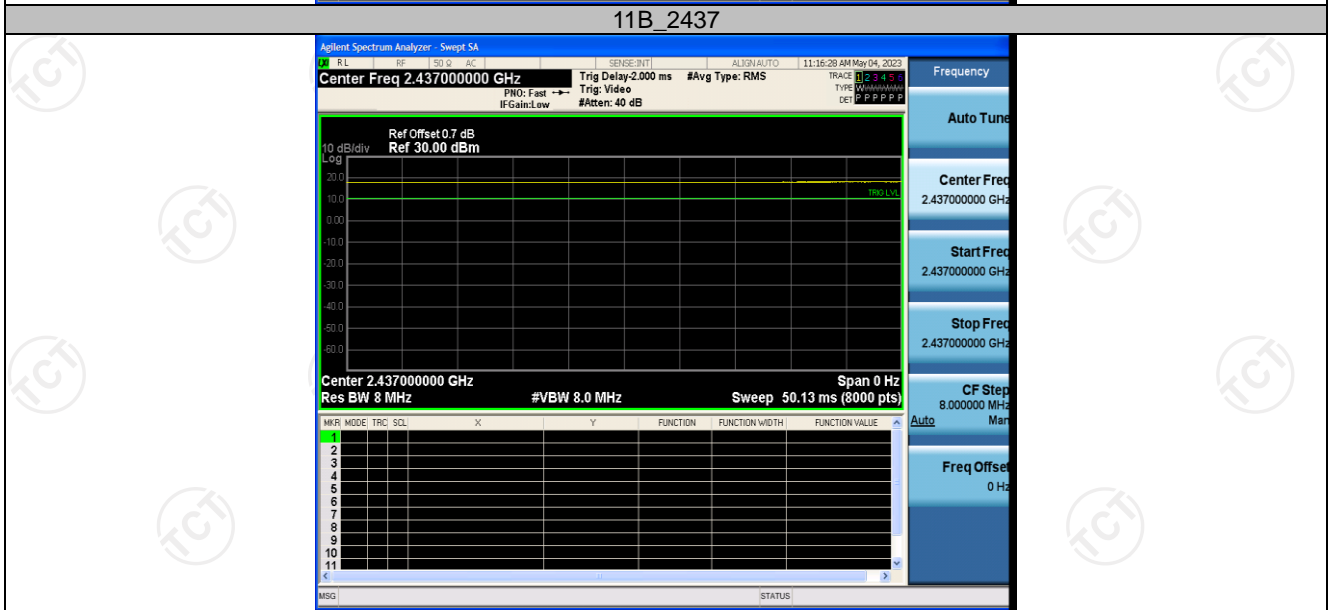 11B_2437
Agilent Spectrum Analyzer - Swept SA
RL RF 50 Ω AC SENSE:INT ALIGN AUTO 11:16:28 AM May 04, 2023
Center Freq 2.437000000 GHz
PNO: Fast
IFGain:Low
Trig Delay-2.000 ms
Trig: Video
#Atten: 40 dB
#Avg Type: RMS
TRACE 1 2 3 4 5 6
TYPE
DET P P P P P P
Ref Offset 0.7 dB
10 dB/div Ref 30.00 dBm
Log
20.0
10.0
0.00
-10.0
-20.0
-30.0
-40.0
-50.0
-60.0
TRIG LVL
Center 2.437000000 GHz Span 0 Hz
Res BW 8 MHz #VBW 8.0 MHz Sweep 50.13 ms (8000 pts)
MKR MODE TRC SCL X Y FUNCTION FUNCTION WIDTH FUNCTION VALUE
1
2
3
4
5
6
7
8
9
10
11
MSG STATUS
Frequency
Auto Tune
Center Freq
2.437000000 GHz
Start Freq
2.437000000 GHz
Stop Freq
2.437000000 GHz
CF Step
8.000000 MHz
Auto Man
Freq Offset
0 Hz
TCT
TCT
TCT
TCT
TCT
TCT
TCT
TCT